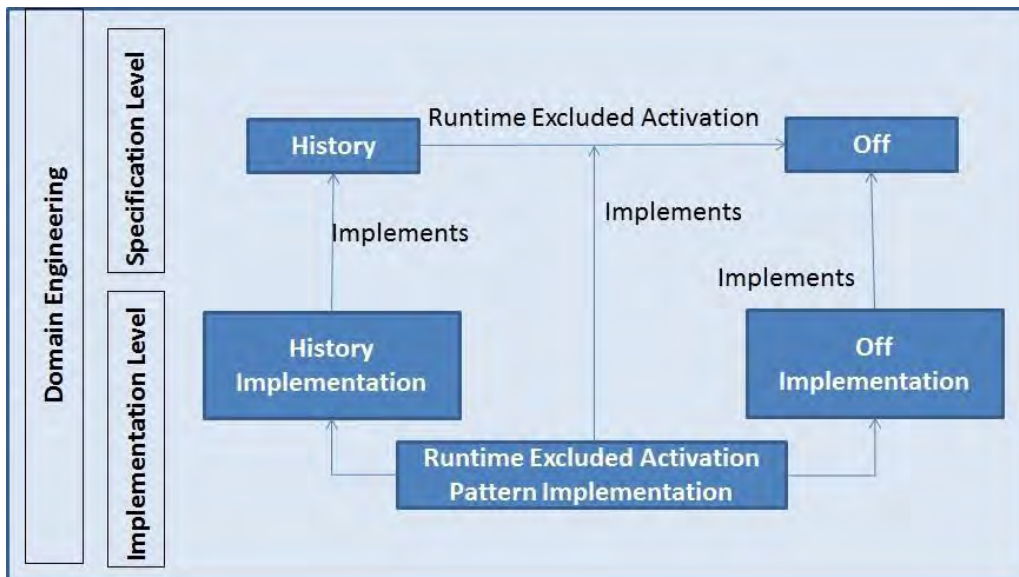 Domain Engineering
Specification Level
Implementation Level
Runtime Excluded Activation
History
Off
Implements
Implements
Implements
History
Implementation
Off
Implementation
Runtime Excluded Activation
Pattern Implementation